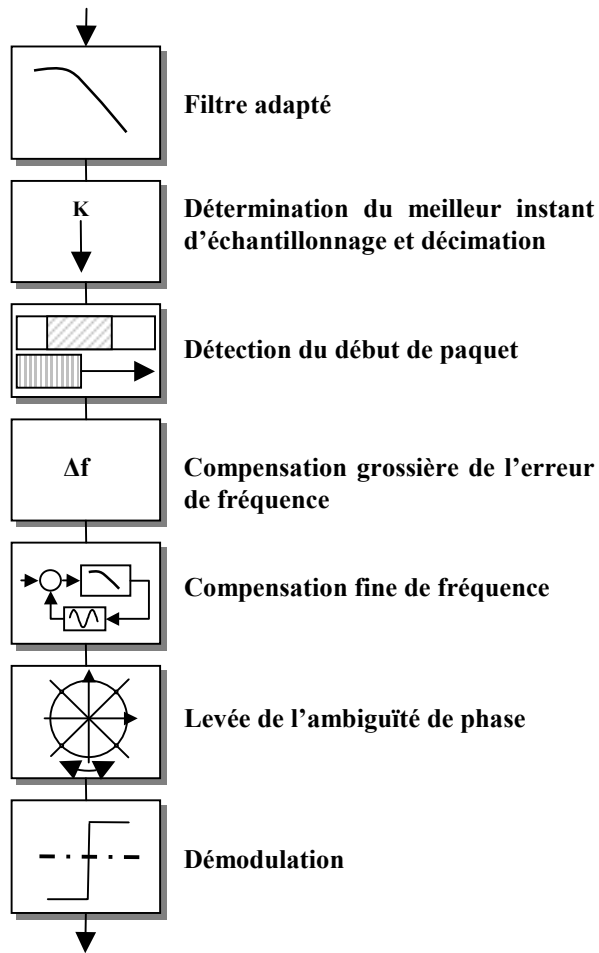 Filtre adapté
K
Détermination du meilleur instant
d’échantillonnage et décimation
Détection du début de paquet
Δf
Compensation grossière de l’erreur
de fréquence
Compensation fine de fréquence
Levée de l’ambiguïté de phase
Démodulation